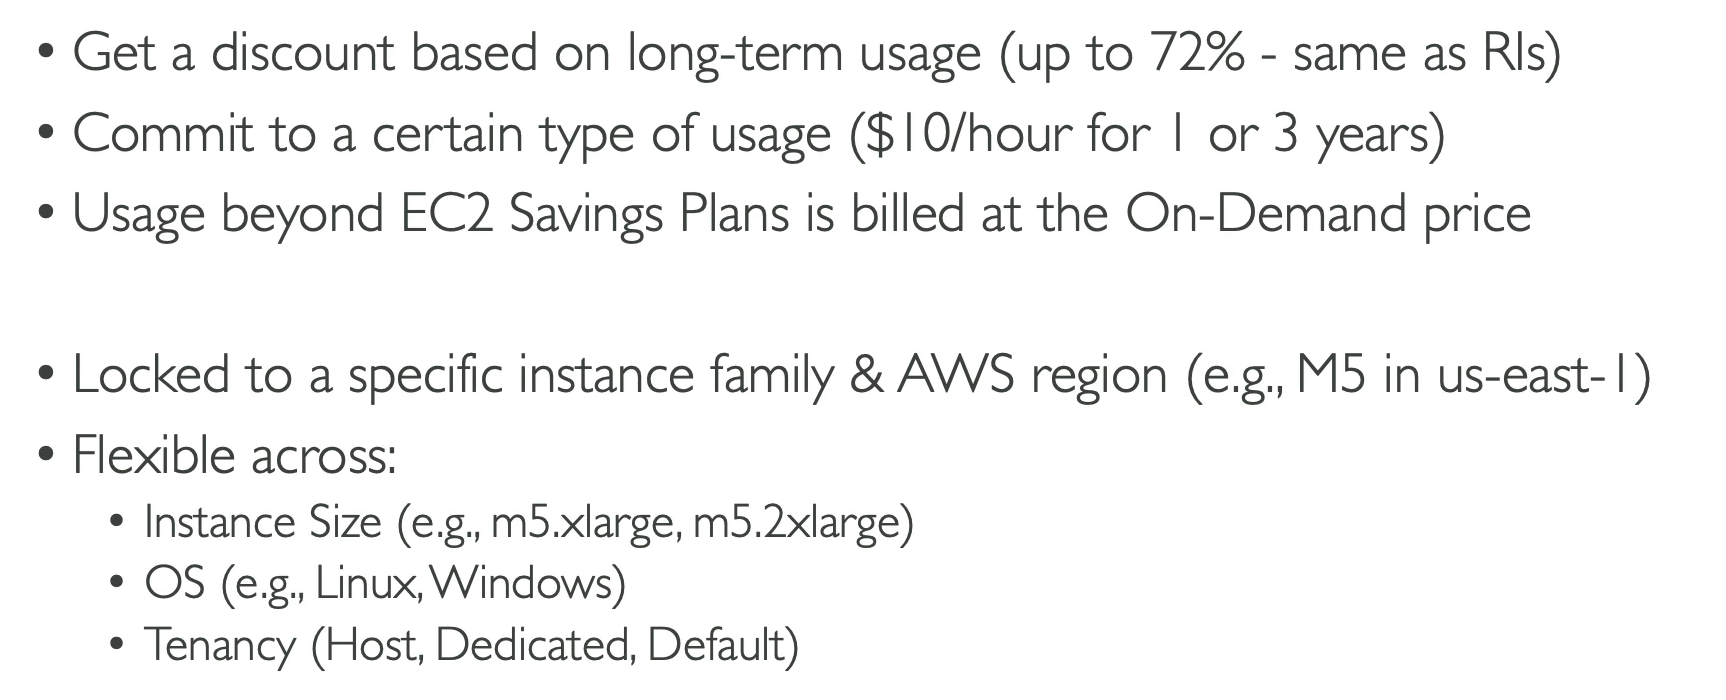 • Get a discount based on long-term usage (up to 72% - same as RIs)
• Commit to a certain type of usage ($10/hour for 1 or 3 years)
• Usage beyond EC2 Savings Plans is billed at the On-Demand price
• Locked to a specific instance family & AWS region (e.g., M5 in us-east-1)
• Flexible across:
• Instance Size (e.g., m5.xlarge, m5.2xlarge)
• OS (e.g., Linux, Windows)
• Tenancy (Host, Dedicated, Default)